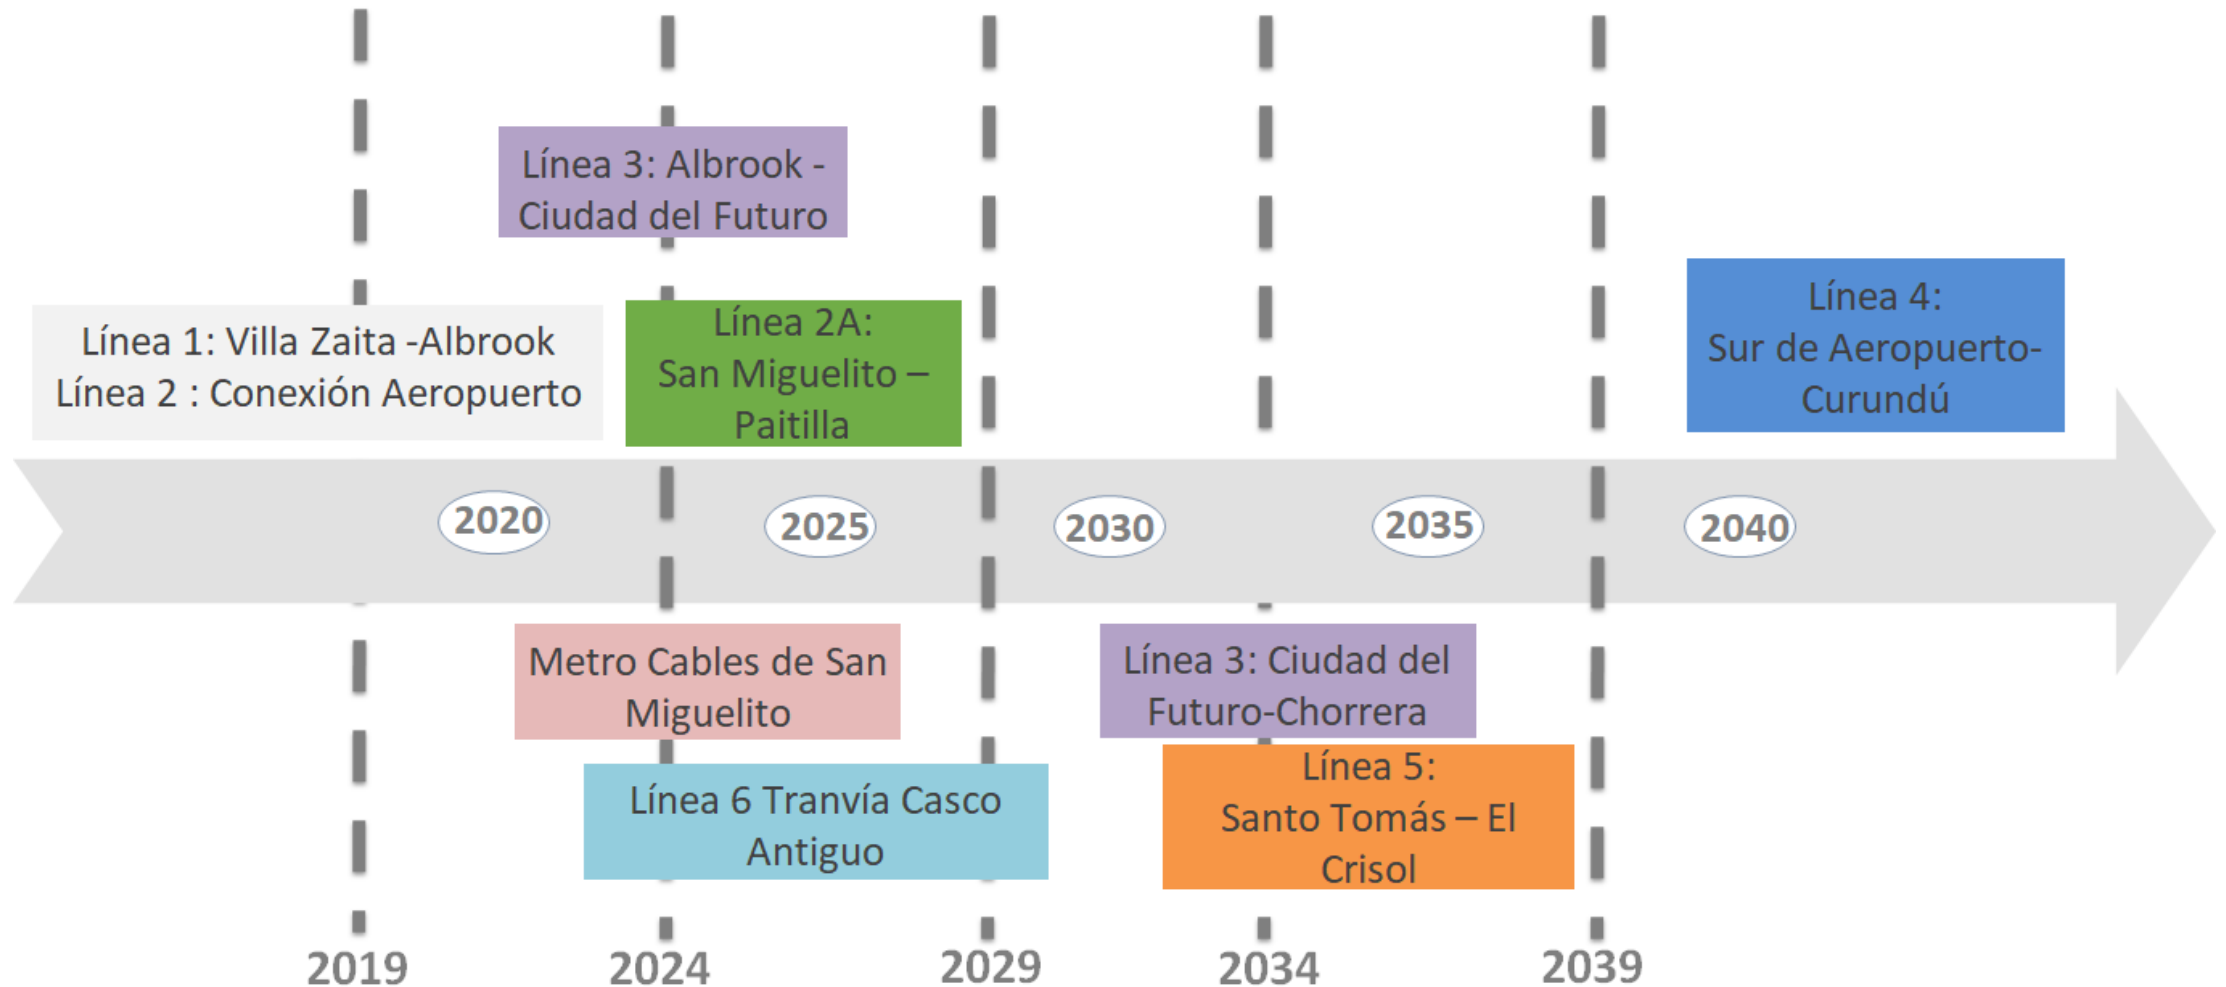 Línea 3: Albrook -
Ciudad del Futuro
Línea 1: Villa Zaita -Albrook
Línea 2 : Conexión Aeropuerto
Línea 2A:
San Miguelito –
Paitilla
Línea 4:
Sur de Aeropuerto-
Curundú
2020
2025
2030
2035
2040
Metro Cables de San
Miguelito
Línea 3: Ciudad del
Futuro-Chorrera
Línea 6 Tranvía Casco
Antiguo
Línea 5:
Santo Tomás – El
Crisol
2019
2024
2029
2034
2039